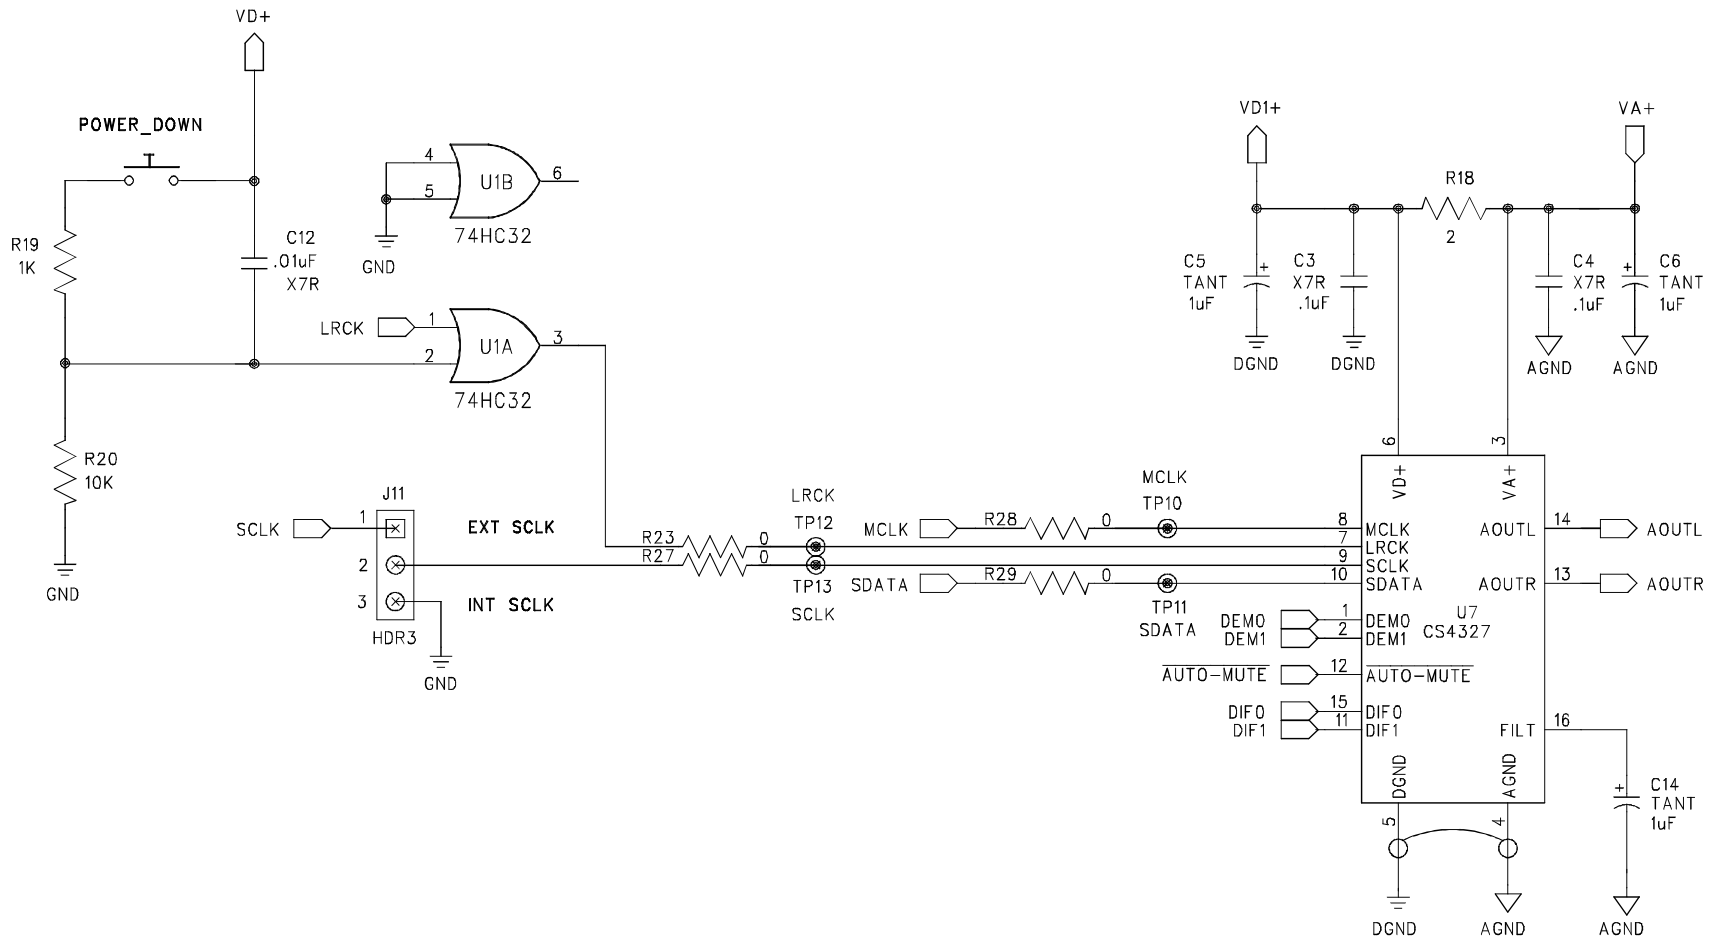 VD+
POWER_DOWN
R19
1K
C12
.01uF
X7R
4
5
6
U1B
74HC32
GND
LRCK
1
2
3
U1A
74HC32
R20
10K
GND
J11
SCLK
1
EXT SCLK
2
3
INT SCLK
HDR3
GND
R23
0
R27
0
LRCK
TP12
TP13
SCLK
MCLK
R28
0
MCLK
TP10
SDATA
R29
0
TP11
SDATA
VD1+
VA+
R18
2
C5
TANT
1uF
+
DGND
C3
X7R
.1uF
DGND
C4
X7R
.1uF
AGND
+
C6
TANT
1uF
AGND
6
3
VD+
VA+
8
MCLK
7
LRCK
9
SCLK
10
SDATA
AOUTL
14
AOUTL
AOUTR
13
AOUTR
U7
CS4327
DEM0
1
DEM0
DEM1
2
DEM1
AUTO-MUTE
12
AUTO-MUTE
DIF0
15
DIF0
DIF1
11
DIF1
FILT
16
DGND
AGND
5
4
+
C14
TANT
1uF
DGND
AGND
AGND